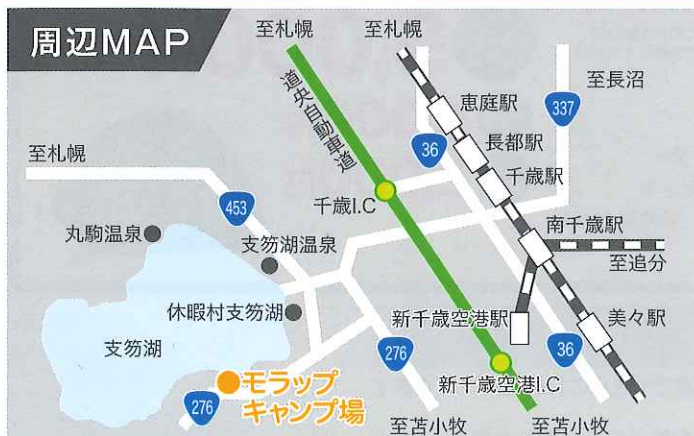 周辺MAP
至札幌
至札幌
道央自動車道
恵庭駅
至長沼
337
36
長都駅
千歳駅
至札幌
453
千歳I.C
南千歳駅
至追分
丸駒温泉
支笏湖温泉
休暇村支笏湖
新千歳空港駅
美々駅
支笏湖
276
36
新千歳空港I.C
モラップ
キャンプ場
276
至苫小牧
至苫小牧